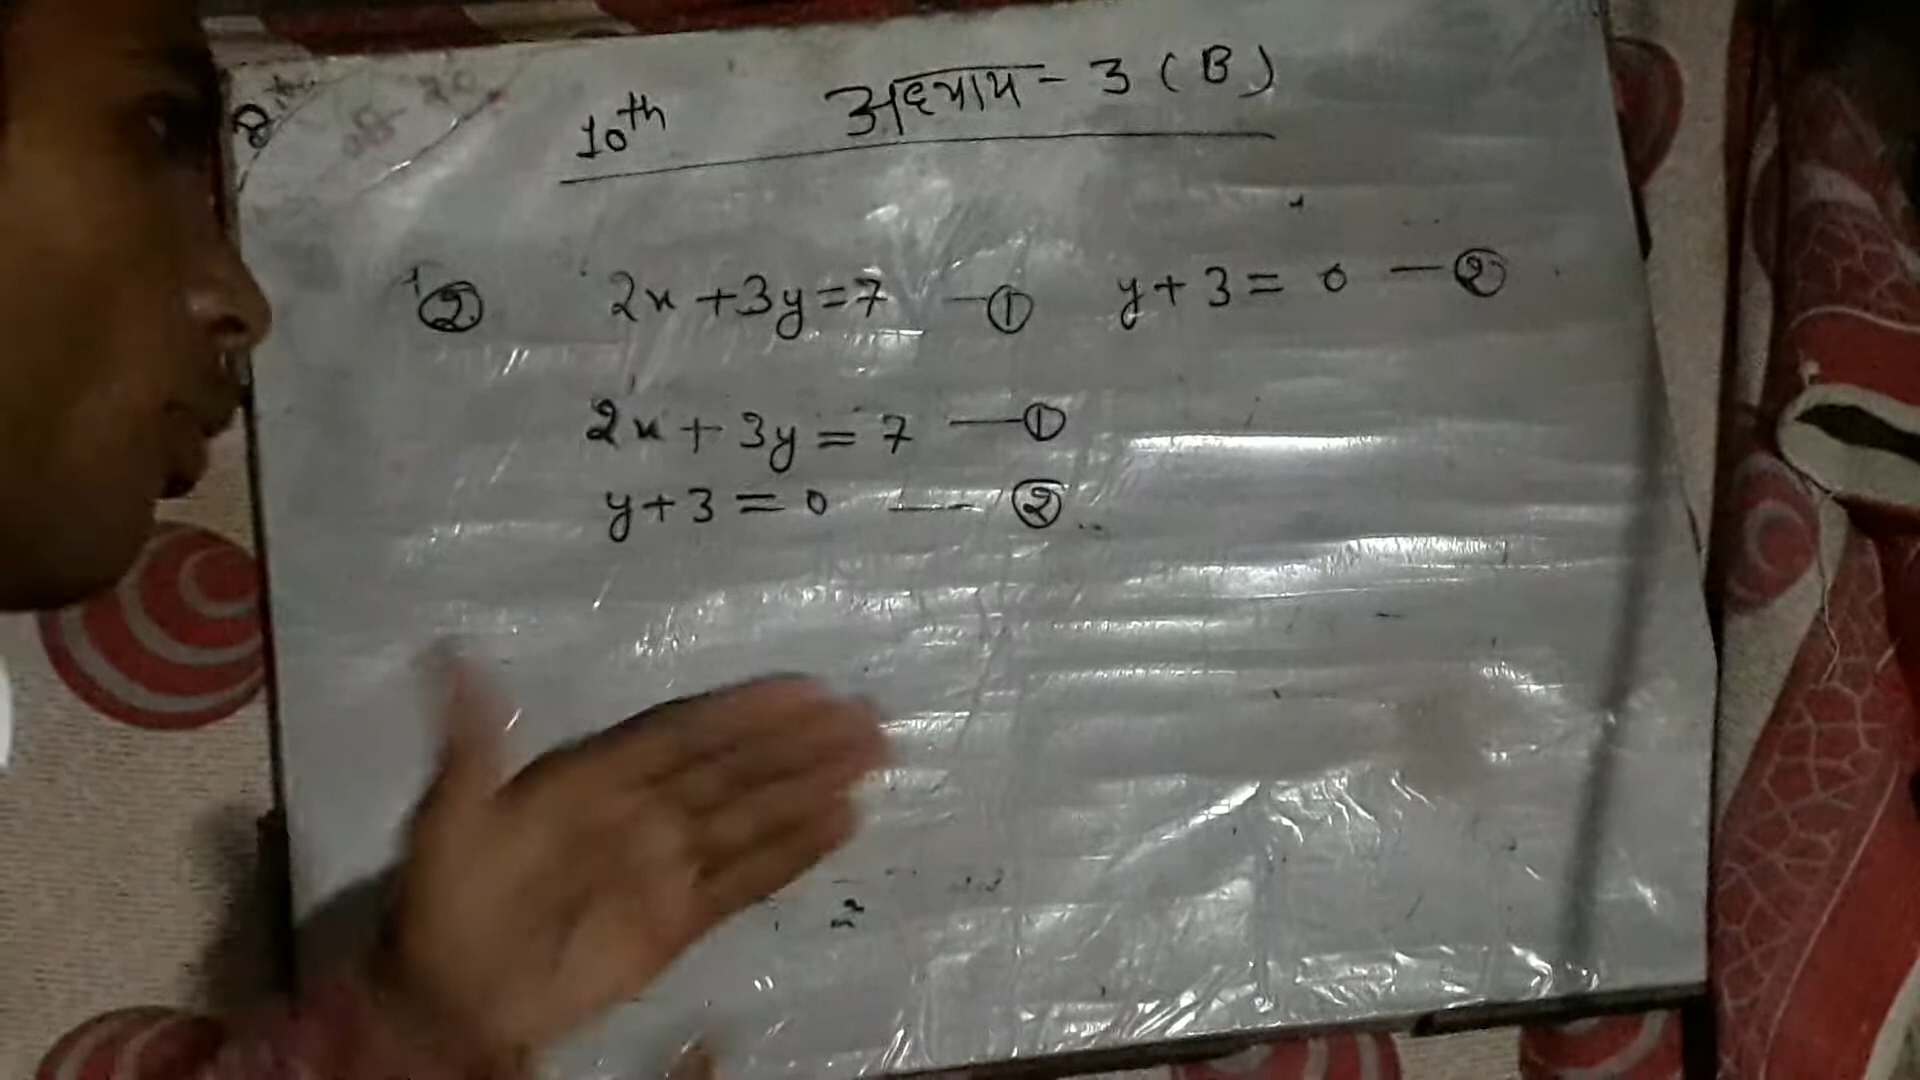 10th अध्याय - 3 (B)
② 2x + 3y = 7 — ① y + 3 = 0 — ②
2x + 3y = 7 — ①
y + 3 = 0 — ②